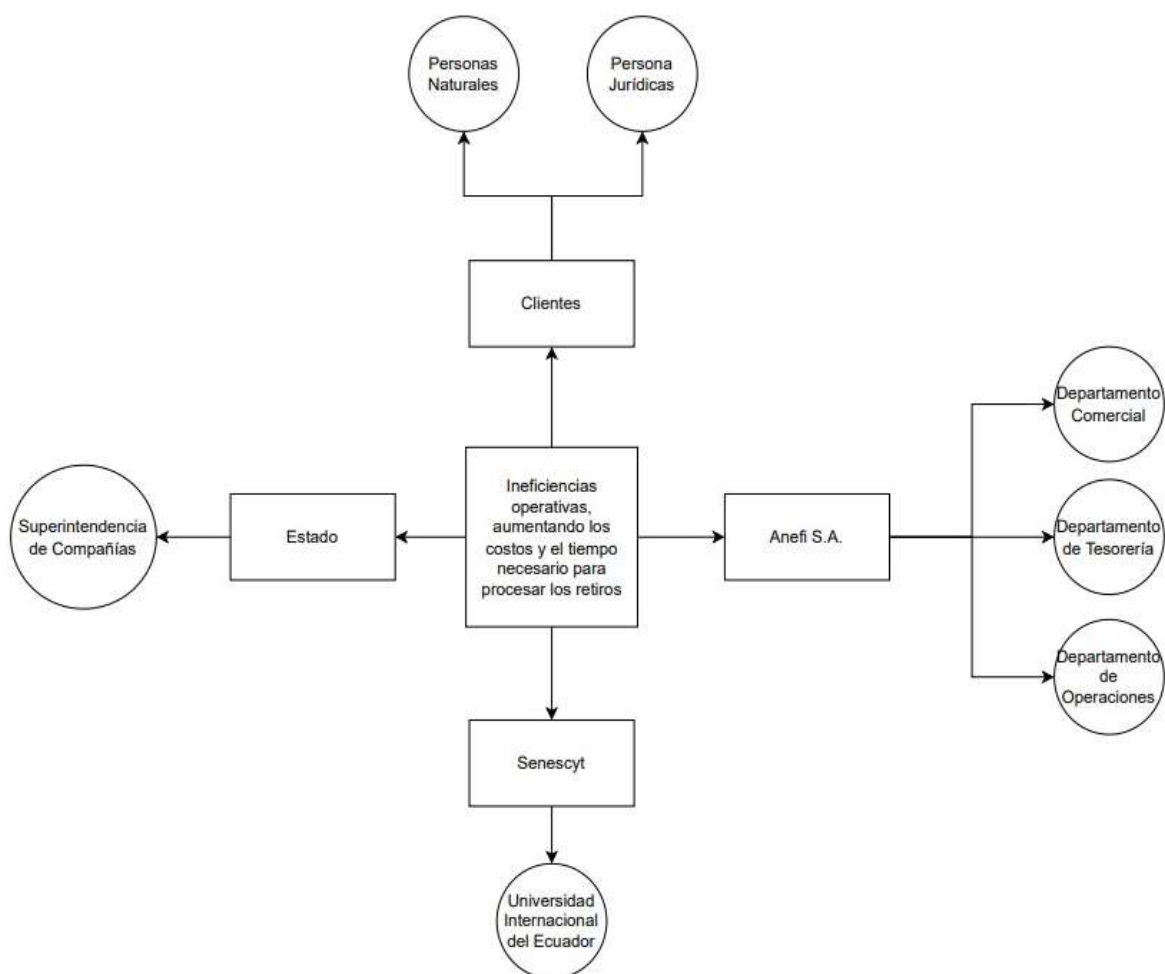 Personas
Naturales
Persona
Jurídicas
Clientes
Departamento
Comercial
Ineficiencias
operativas,
aumentando los
costos y el tiempo
necesario para
procesar los retiros
Superintendencia
de Compañías
Estado
Anefi S.A.
Departamento
de Tesorería
Departamento
de
Operaciones
Senescyt
Universidad
Internacional
del Ecuador